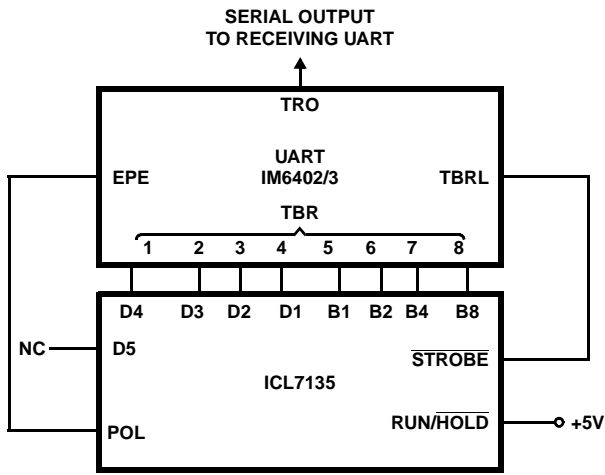 SERIAL OUTPUT
TO RECEIVING UART
TRO
UART
IM6402/3
EPE
TBRL
TBR
1 2 3 4 5 6 7 8
D4 D3 D2 D1 B1 B2 B4 B8
NC
D5
STROBE
ICL7135
RUN/HOLD
+5V
POL